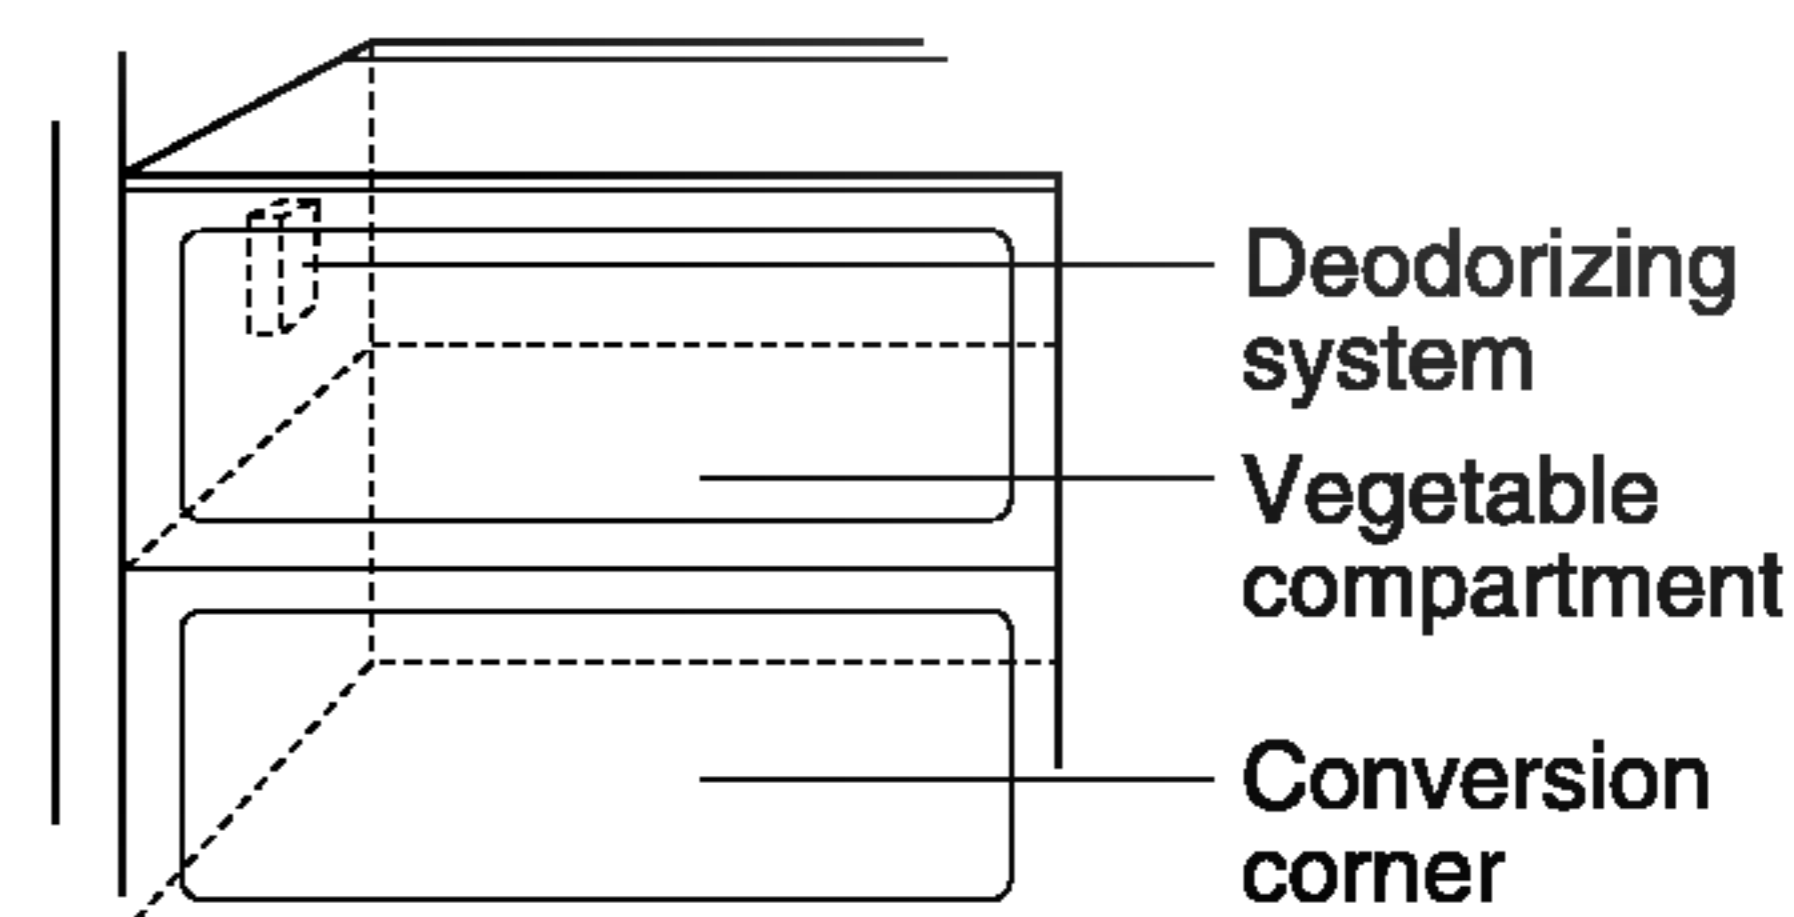 Deodorizing
system
Vegetable
compartment
Conversion
corner